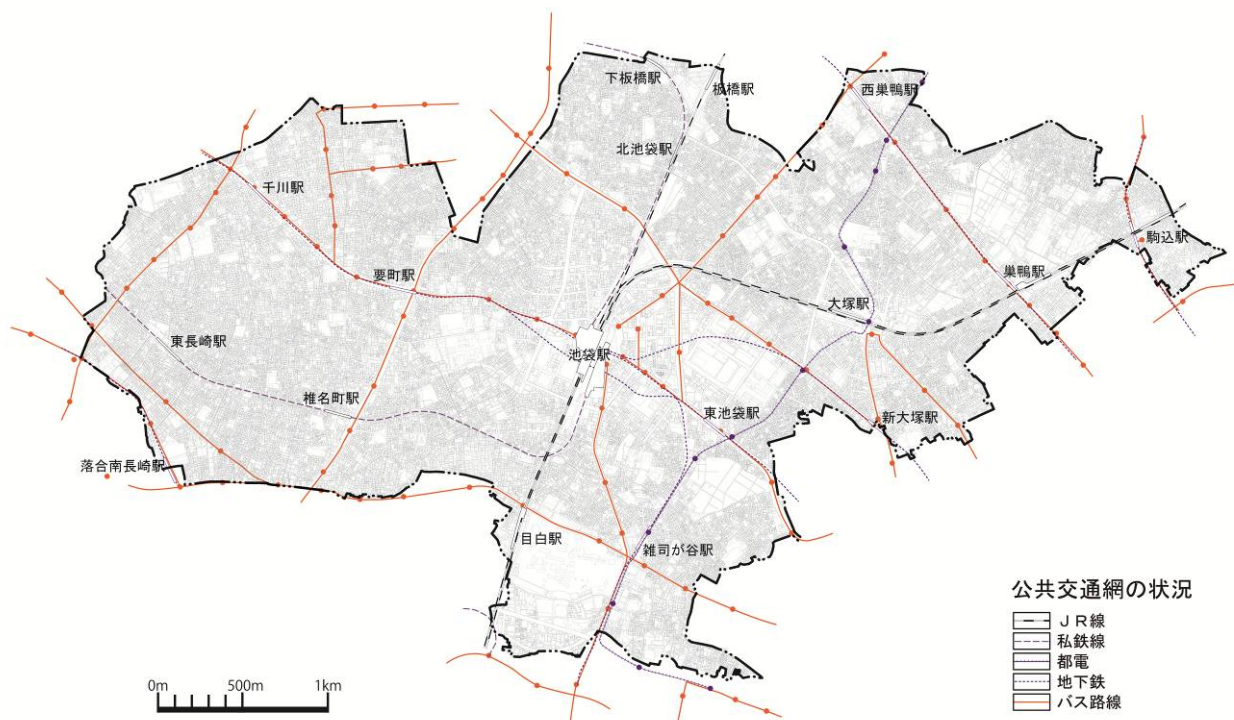 下板橋駅
板橋駅
西巣鴨駅
北池袋駅
千川駅
駒込駅
要町駅
巣鴨駅
大塚駅
東長崎駅
池袋駅
椎名町駅
東池袋駅
新大塚駅
落合南長崎駅
目白駅
雑司が谷駅
公共交通網の状況
ＪＲ線
私鉄線
都電
地下鉄
バス路線
0m 500m 1km